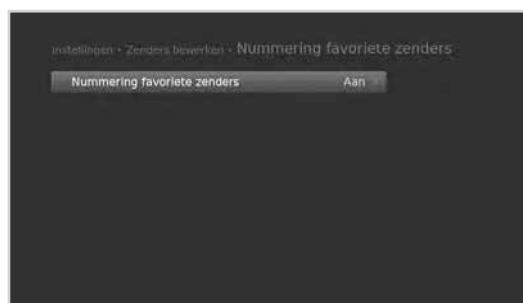 Instellingen • Zenders bewerken • Nummering favoriete zenders
Nummering favoriete zenders Aan